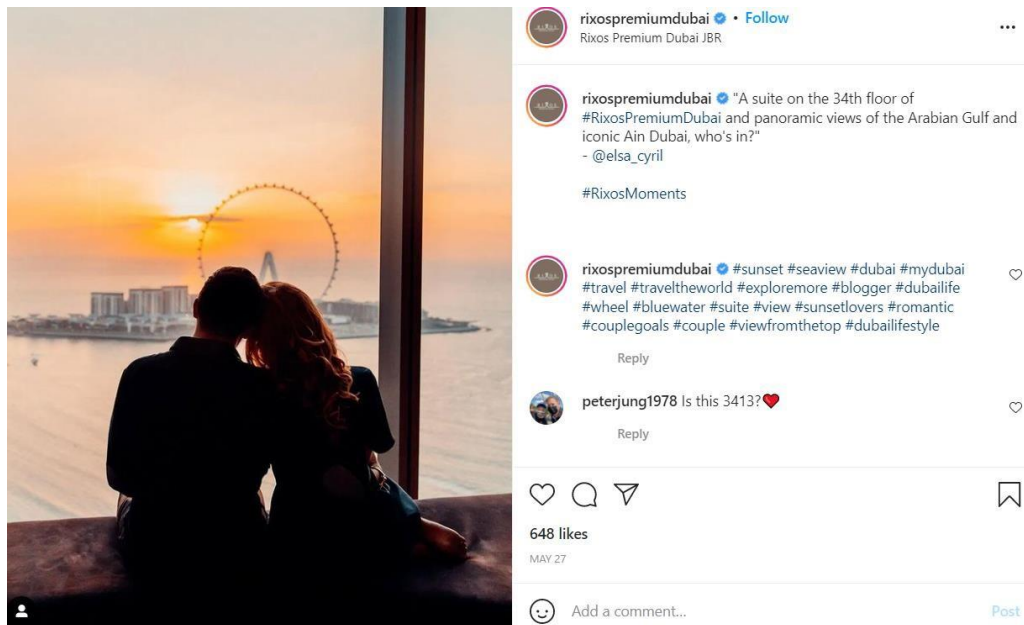 rixospremiumdubai • Follow
Rixos Premium Dubai JBR
rixospremiumdubai "A suite on the 34th floor of
#RixosPremiumDubai and panoramic views of the Arabian Gulf and
iconic Ain Dubai, who's in?"
- @elsa_cyril
#RixosMoments
rixospremiumdubai #sunset #seaview #dubai #mydubai
#travel #traveltheworld #exploremore #blogger #dubailife
#wheel #bluewater #suite #view #sunsetlovers #romantic
#couplegoals #couple #viewfromthetop #dubailifestyle
Reply
peterjung1978 Is this 3413?❤️
Reply
648 likes
MAY 27
Add a comment...
Post